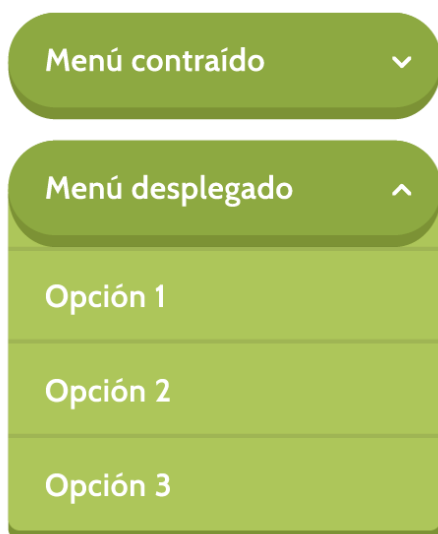 Menú contraído
Menú desplegado
Opción 1
Opción 2
Opción 3